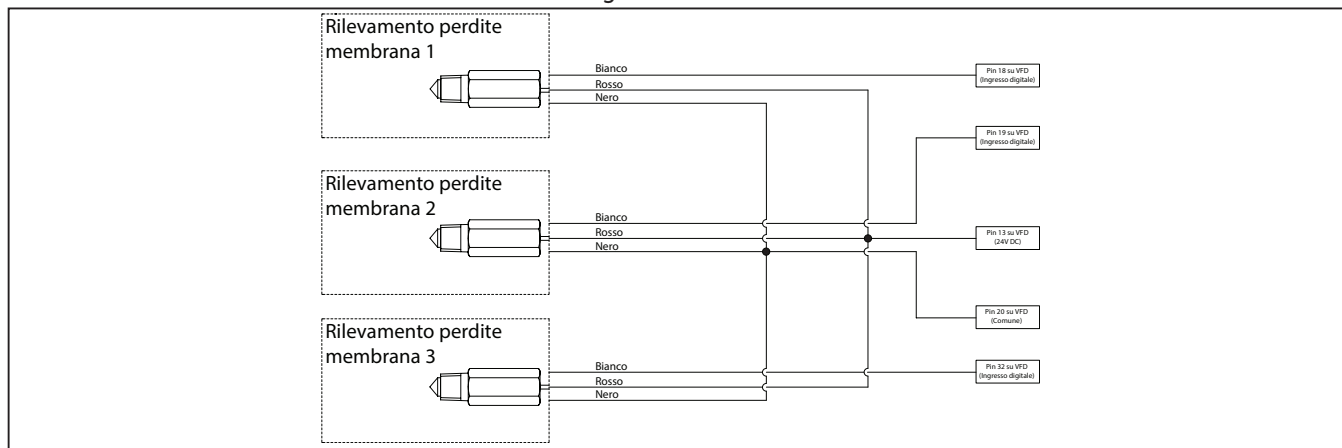 Rilevamento perdite
membrana 1
Bianco
Rosso
Nero
Pin 18 su VFD
(Ingresso digitale)
Pin 19 su VFD
(Ingresso digitale)
Rilevamento perdite
membrana 2
Bianco
Rosso
Nero
Pin 13 su VFD
(24V DC)
Pin 20 su VFD
(Comune)
Rilevamento perdite
membrana 3
Bianco
Rosso
Nero
Pin 32 su VFD
(Ingresso digitale)